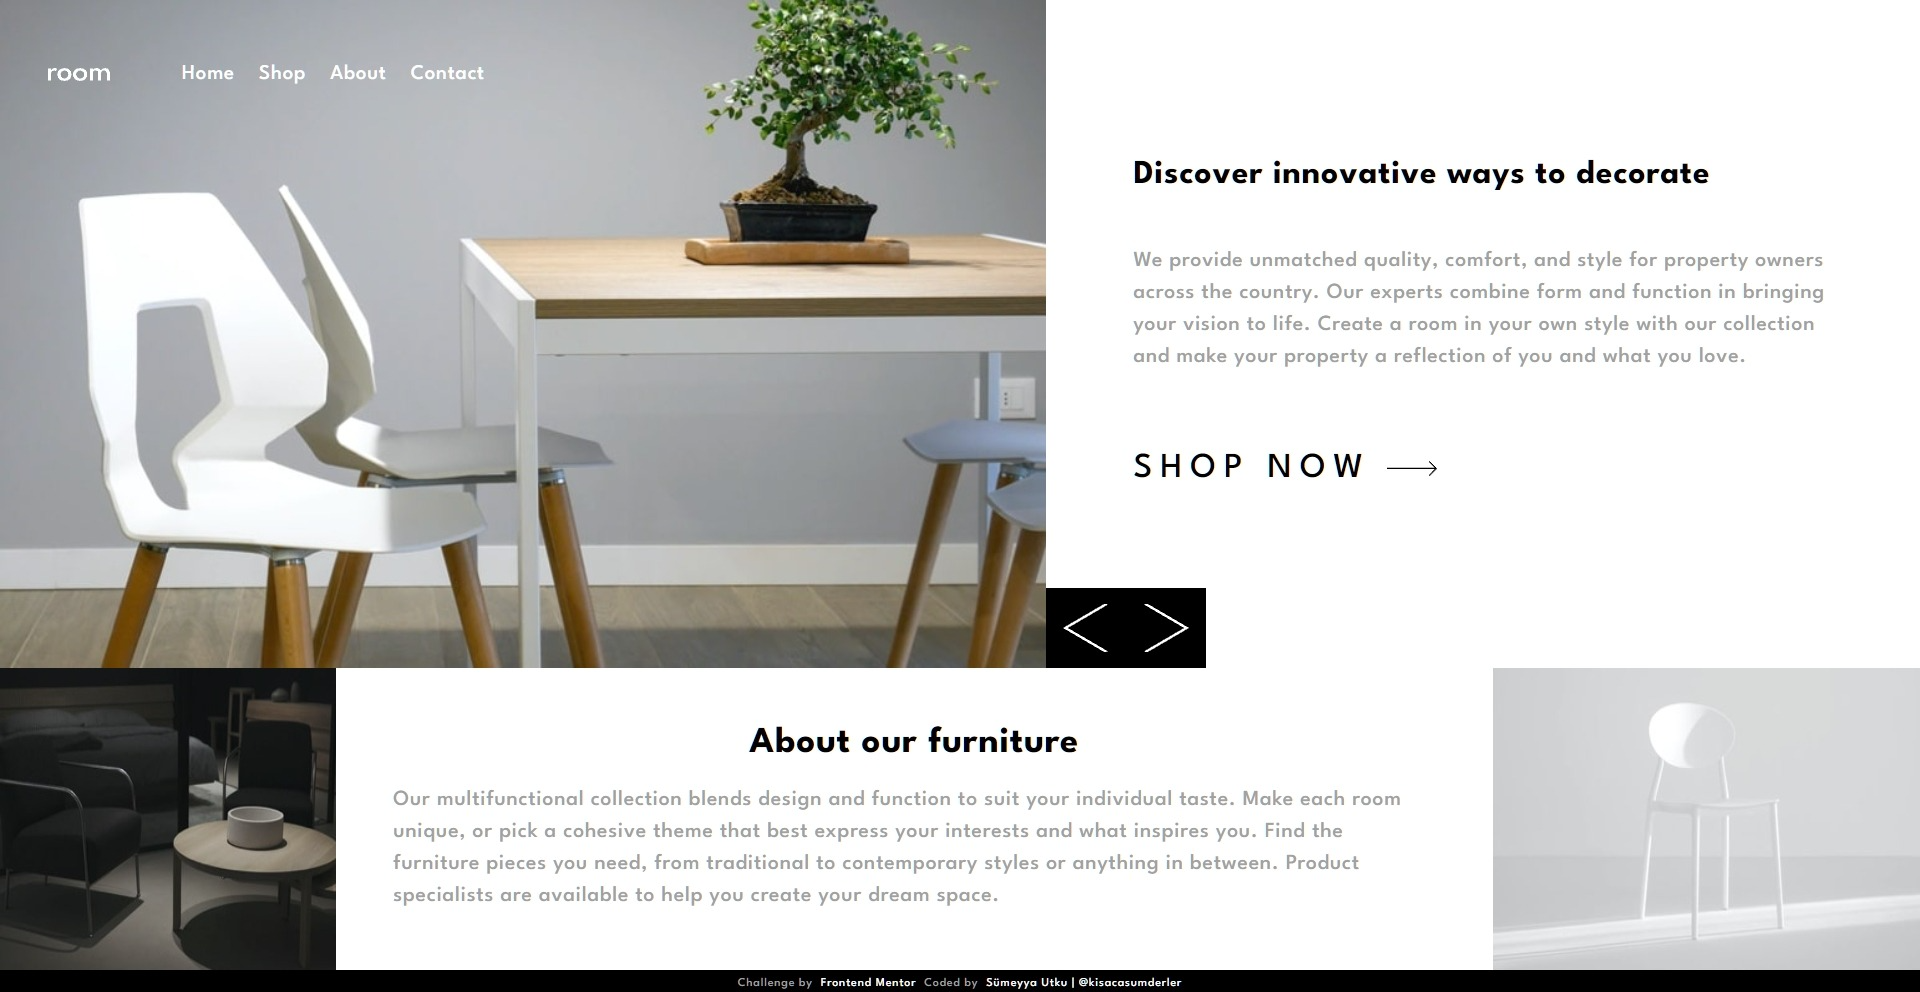 room
Home Shop About Contact
Discover innovative ways to decorate
We provide unmatched quality, comfort, and style for property owners
across the country. Our experts combine form and function in bringing
your vision to life. Create a room in your own style with our collection
and make your property a reflection of you and what you love.
SHOP NOW
About our furniture
Our multifunctional collection blends design and function to suit your individual taste. Make each room
unique, or pick a cohesive theme that best express your interests and what inspires you. Find the
furniture pieces you need, from traditional to contemporary styles or anything in between. Product
specialists are available to help you create your dream space.
Challenge by Frontend Mentor Coded by Sümeyya Utku | @kisacasumderler